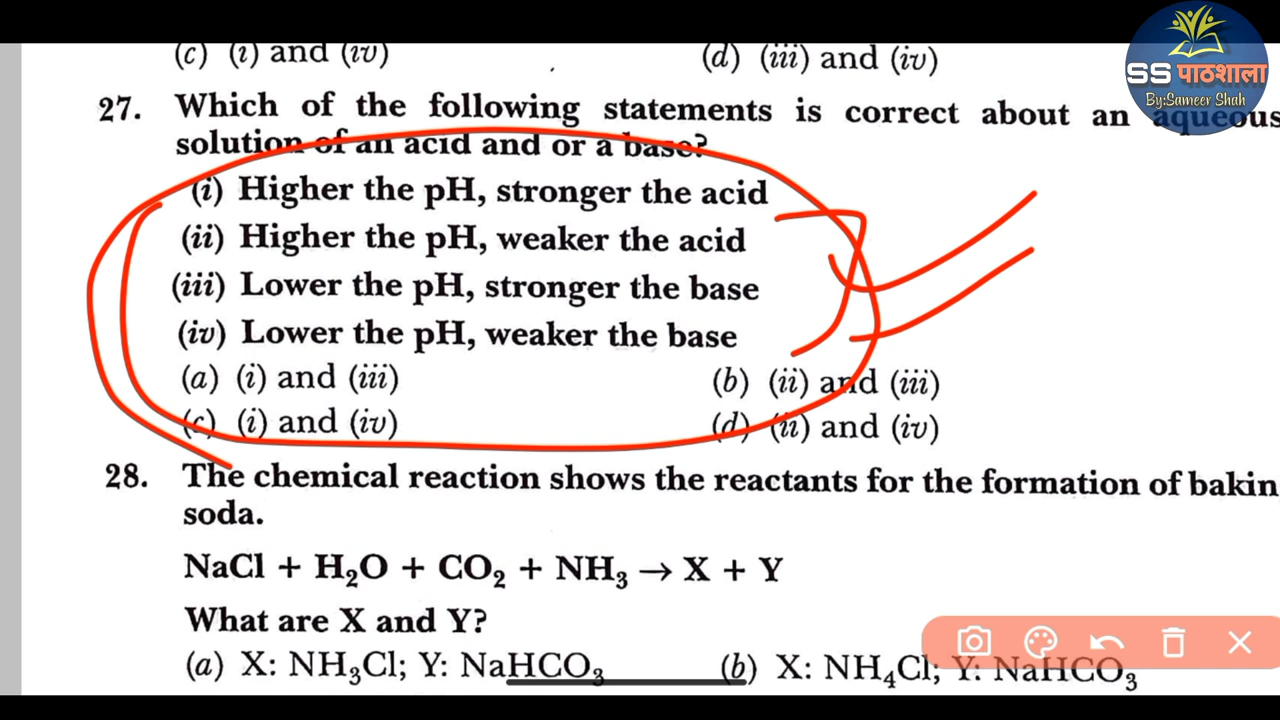 (c) (i) and (iv) (d) (iii) and (iv)
SS पाठशाला
By:Sameer Shah
27. Which of the following statements is correct about an aqueous
solution of an acid and or a base?
(i) Higher the pH, stronger the acid
(ii) Higher the pH, weaker the acid
(iii) Lower the pH, stronger the base
(iv) Lower the pH, weaker the base
(a) (i) and (iii) (b) (ii) and (iii)
(c) (i) and (iv) (d) (ii) and (iv)
28. The chemical reaction shows the reactants for the formation of bakin
soda.
NaCl + H₂O + CO₂ + NH₃ → X + Y
What are X and Y?
(a) X: NH₃Cl; Y: NaHCO₃ (b) X: NH₄Cl; Y: NaHCO₃